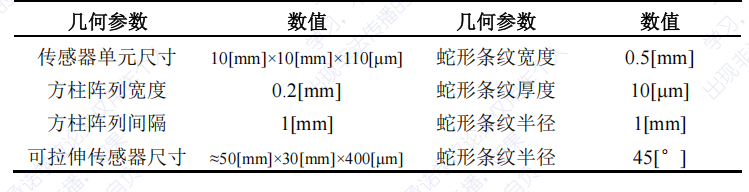 几何参数 数值 几何参数 数值
传感器单元尺寸 10[mm]×10[mm]×110[μm] 蛇形条纹宽度 0.5[mm]
方柱阵列宽度 0.2[mm] 蛇形条纹厚度 10[μm]
方柱阵列间隔 1[mm] 蛇形条纹半径 1[mm]
可拉伸传感器尺寸 ≈50[mm]×30[mm]×400[μm] 蛇形条纹半径 45[°]